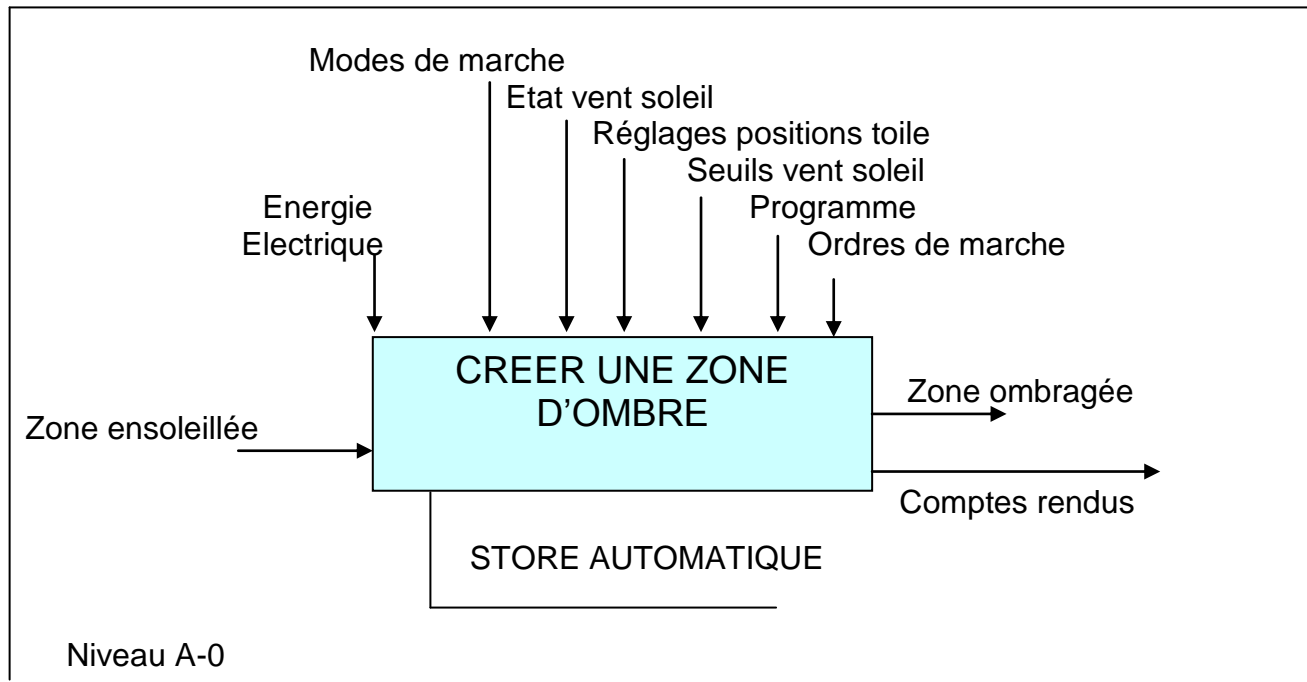 Modes de marche
Etat vent soleil
Réglages positions toile
Seuils vent soleil
Energie
Electrique
Programme
Ordres de marche
CREER UNE ZONE
D’OMBRE
Zone ensoleillée
Zone ombragée
Comptes rendus
STORE AUTOMATIQUE
Niveau A-0